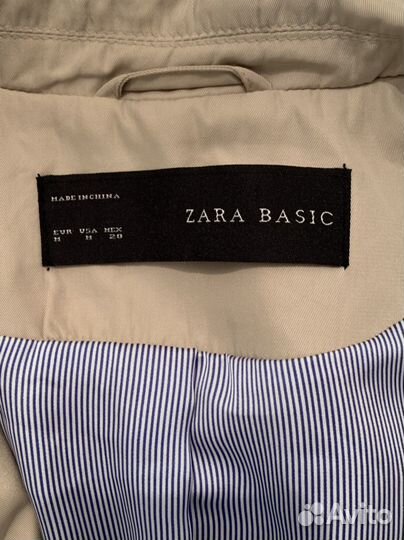 MADE IN CHINA
ZARA BASIC
EUR USA MEX
M M 28
Avito